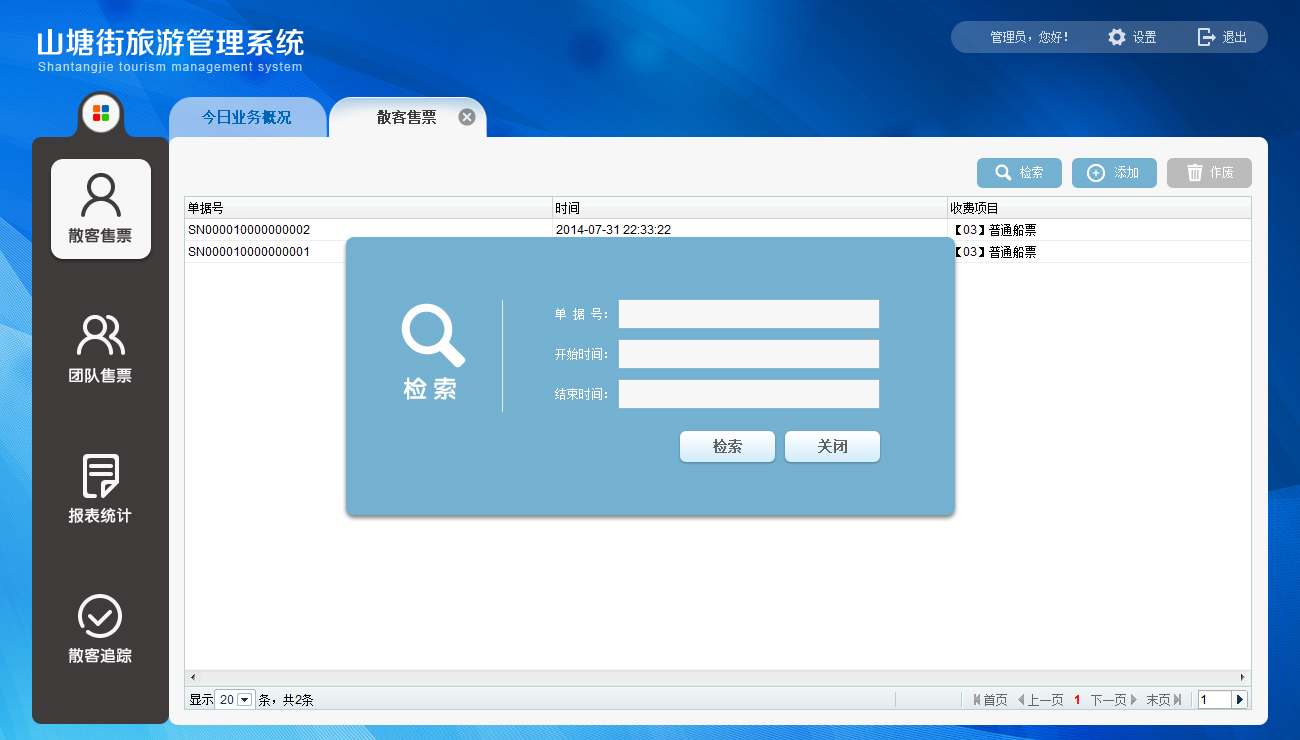 山塘街旅游管理系统
Shantangjie tourism management system
管理员，您好！ 设置 退出
今日业务概况 散客售票
检索 添加 作废
散客售票
团队售票
报表统计
散客追踪
单据号 时间 收费项目
SN000010000000002 2014-07-31 22:33:22 【03】普通船票
SN000010000000001 【03】普通船票
检索
单 据 号：
开始时间：
结束时间：
检索 关闭
显示 20 条，共2条 首页 上一页 1 下一页 末页 1